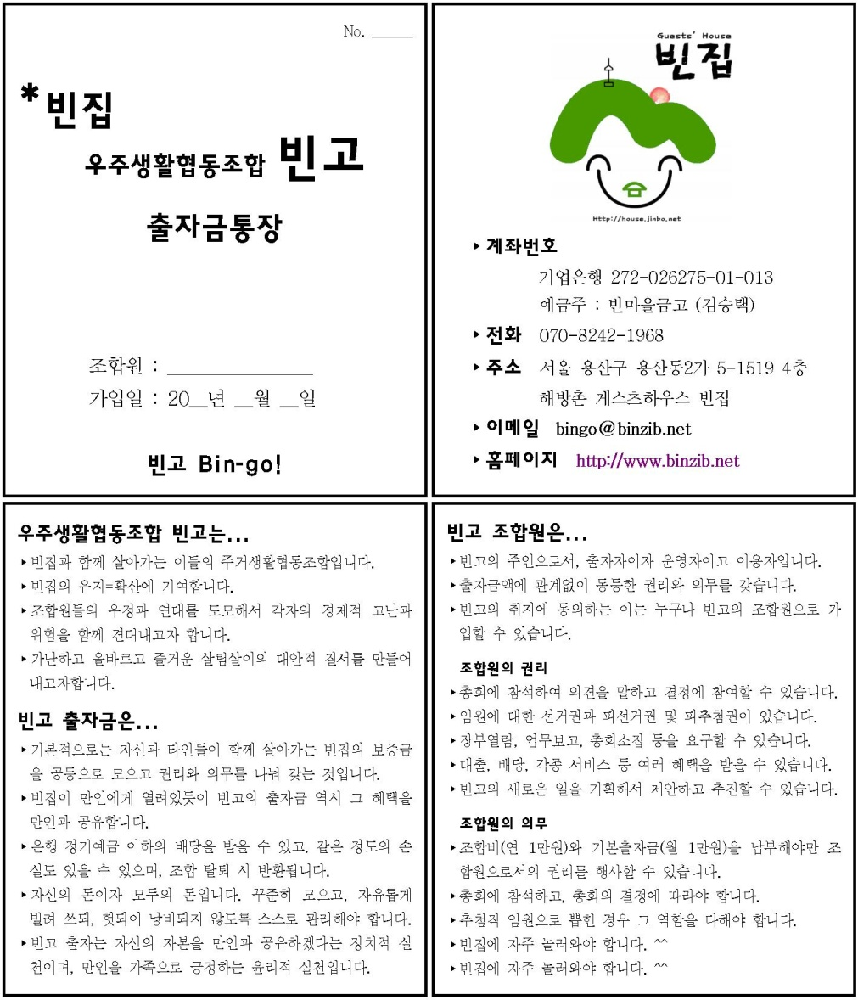 No. ____
*빈집
우주생활협동조합 빈고
출자금통장
조합원 : ______________
가입일 : 20__년 __월 __일
빈고 Bin-go!
Guests' House
빈집
Http://house.jinbo.net
▸계좌번호
기업은행 272-026275-01-013
예금주 : 빈마을금고 (김승택)
▸전화 070-8242-1968
▸주소 서울 용산구 용산동2가 5-1519 4층
해방촌 게스츠하우스 빈집
▸이메일 bingo@binzib.net
▸홈페이지 http://www.binzib.net
우주생활협동조합 빈고는...
▸빈집과 함께 살아가는 이들의 주거생활협동조합입니다.
▸빈집의 유지=확산에 기여합니다.
▸조합원들의 우정과 연대를 도모해서 각자의 경제적 고난과
위험을 함께 견뎌내고자 합니다.
▸가난하고 올바르고 즐거운 살림살이의 대안적 질서를 만들어
내고자합니다.
빈고 출자금은...
▸기본적으로는 자신과 타인들이 함께 살아가는 빈집의 보증금
을 공동으로 모으고 권리와 의무를 나눠 갖는 것입니다.
▸빈집이 만인에게 열려있듯이 빈고의 출자금 역시 그 혜택을
만인과 공유합니다.
▸은행 정기예금 이하의 배당을 받을 수 있고, 같은 정도의 손
실도 있을 수 있으며, 조합 탈퇴 시 반환됩니다.
▸자신의 돈이자 모두의 돈입니다. 꾸준히 모으고, 자유롭게
빌려 쓰되, 헛되이 낭비되지 않도록 스스로 관리해야 합니다.
▸빈고 출자는 자신의 자본을 만인과 공유하겠다는 정치적 실
천이며, 만인을 가족으로 긍정하는 윤리적 실천입니다.
빈고 조합원은...
▸빈고의 주인으로서, 출자자이자 운영자이고 이용자입니다.
▸출자금액에 관계없이 동등한 권리와 의무를 갖습니다.
▸빈고의 취지에 동의하는 이는 누구나 빈고의 조합원으로 가
입할 수 있습니다.
조합원의 권리
▸총회에 참석하여 의견을 말하고 결정에 참여할 수 있습니다.
▸임원에 대한 선거권과 피선거권 및 피추첨권이 있습니다.
▸장부열람, 업무보고, 총회소집 등을 요구할 수 있습니다.
▸대출, 배당, 각종 서비스 등 여러 혜택을 받을 수 있습니다.
▸빈고의 새로운 일을 기획해서 제안하고 추진할 수 있습니다.
조합원의 의무
▸조합비(연 1만원)와 기본출자금(월 1만원)을 납부해야만 조
합원으로서의 권리를 행사할 수 있습니다.
▸총회에 참석하고, 총회의 결정에 따라야 합니다.
▸추첨직 임원으로 뽑힌 경우 그 역할을 다해야 합니다.
▸빈집에 자주 놀러와야 합니다. ^^
▸빈집에 자주 놀러와야 합니다. ^^